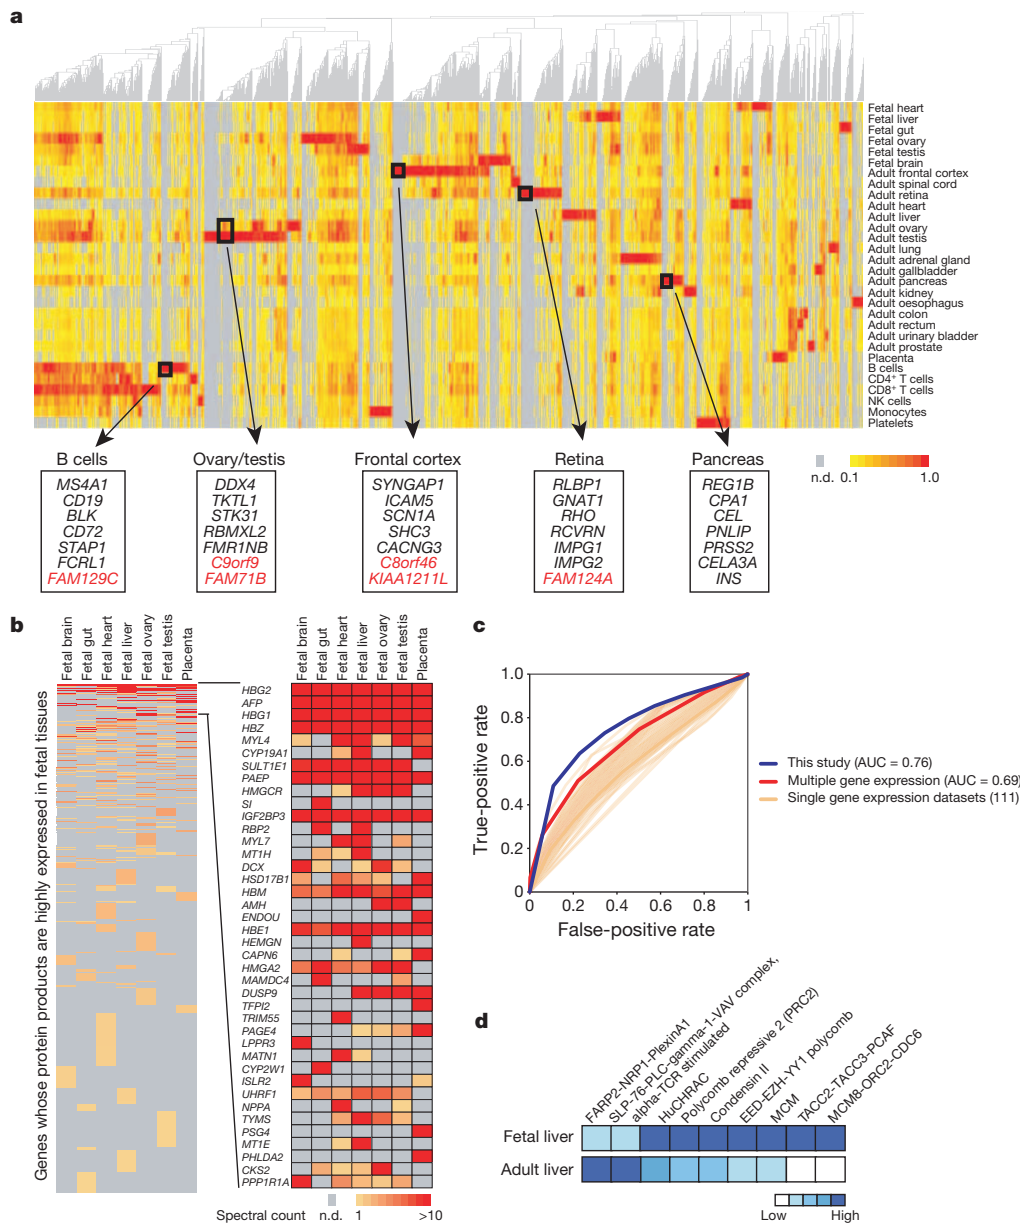 a
Fetal heart
Fetal liver
Fetal gut
Fetal ovary
Fetal testis
Fetal brain
Adult frontal cortex
Adult spinal cord
Adult retina
Adult heart
Adult liver
Adult ovary
Adult testis
Adult lung
Adult adrenal gland
Adult gallbladder
Adult pancreas
Adult kidney
Adult oesophagus
Adult colon
Adult rectum
Adult urinary bladder
Adult prostate
Placenta
B cells
CD4+ T cells
CD8+ T cells
NK cells
Monocytes
Platelets
n.d. 0.1 1.0
B cells
MS4A1
CD19
BLK
CD72
STAP1
FCRL1
FAM129C
Ovary/testis
DDX4
TKTL1
STK31
RBMXL2
FMR1NB
C9orf9
FAM71B
Frontal cortex
SYNGAP1
ICAM5
SCN1A
SHC3
CACNG3
C8orf46
KIAA1211L
Retina
RLBP1
GNAT1
RHO
RCVRN
IMPG1
IMPG2
FAM124A
Pancreas
REG1B
CPA1
CEL
PNLIP
PRSS2
CELA3A
INS
b
Fetal brain
Fetal gut
Fetal heart
Fetal liver
Fetal ovary
Fetal testis
Placenta
Genes whose protein products are highly expressed in fetal tissues
Fetal brain
Fetal gut
Fetal heart
Fetal liver
Fetal ovary
Fetal testis
Placenta
HBG2
AFP
HBG1
HBZ
MYL4
CYP19A1
SULT1E1
PAEP
HMGCR
SI
IGF2BP3
RBP2
MYL7
MT1H
DCX
HSD17B1
HBM
AMH
ENDOU
HBE1
HEMGN
CAPN6
HMGA2
MAMDC4
DUSP9
TFPI2
TRIM55
PAGE4
LPPR3
MATN1
CYP2W1
ISLR2
UHRF1
NPPA
TYMS
PSG4
MT1E
PHLDA2
CKS2
PPP1R1A
Spectral count n.d. 1 >10
c
True-positive rate
1.0
0.8
0.6
0.4
0.2
0
0 0.2 0.4 0.6 0.8 1
False-positive rate
This study (AUC = 0.76)
Multiple gene expression (AUC = 0.69)
Single gene expression datasets (111)
d
FARP2-NRP1-PlexinA1
SLP-76-PLC-gamma-1-VAV complex,
alpha-TCR stimulated
HuCHRAC
Polycomb repressive 2 (PRC2)
Condensin II
EED-EZH-YY1 polycomb
MCM
TACC2-TACC3-PCAF
MCM8-ORC2-CDC6
Fetal liver
Adult liver
Low High